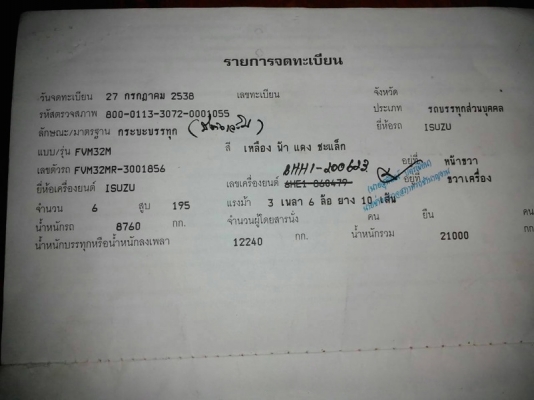 รายการจดทะเบียน
วันจดทะเบียน 27 กรกฎาคม 2538 เลขทะเบียน จังหวัด
รหัสตรวจสภาพ 800-0113-3072-0001055 ประเภท รถบรรทุกส่วนบุคคล
ลักษณะ/มาตรฐาน กระบะบรรทุก ยี่ห้อรถ ISUZU
แบบ/รุ่น FVM32M สี เหลือง ฟ้า แดง ชะแล็ก
เลขตัวรถ FVM32MR-3001856 6HH1-200632 อยู่ที่ หน้าขวา
ยี่ห้อเครื่องยนต์ ISUZU เลขเครื่องยนต์ 6HE1-860479 อยู่ที่ ขวาเครื่อง
จำนวน 6 สูบ 195 แรงม้า 3 เพลา 6 ล้อ ยาง 10 เส้น
น้ำหนักรถ 8760 กก. จำนวนผู้โดยสารนั่ง คน ยืน คน
น้ำหนักบรรทุกหรือน้ำหนักลงเพลา 12240 กก. น้ำหนักรวม 21000 กก